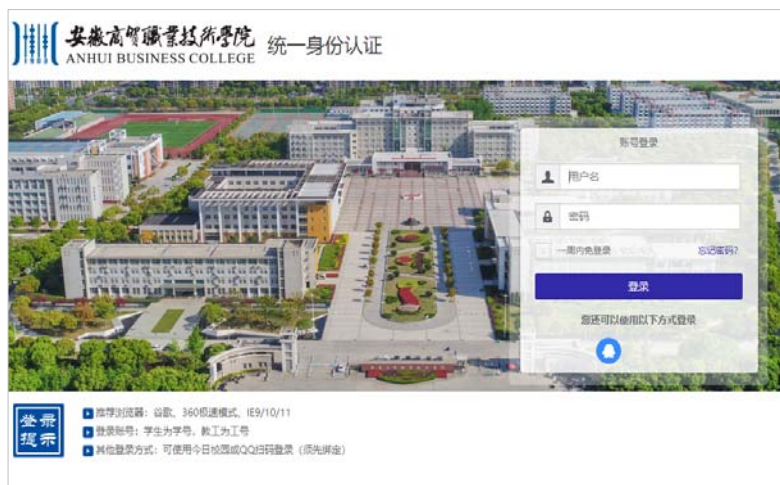 安徽商贸职业技术学院
ANHUI BUSINESS COLLEGE
统一身份认证
账号登录
用户名
密码
一周内免登录 忘记密码?
登录
您还可以使用以下方式登录
登录
提示
推荐浏览器：谷歌、360极速模式、IE9/10/11
登录账号：学生为学号、教工为工号
其他登录方式：可使用今日校园或QQ扫码登录（须先绑定）